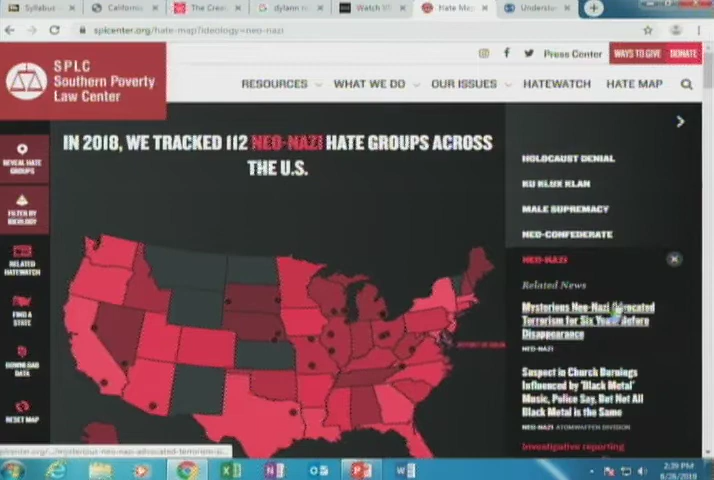 Syllabus
California
The Crea
dylann
Watch
Hate Ma
Underst
splcenter.org/hate-map?ideology=neo-nazi
Press Center
WAYS TO GIVE
DONATE
SPLC
Southern Poverty
Law Center
RESOURCES
WHAT WE DO
OUR ISSUES
HATEWATCH
HATE MAP
IN 2018, WE TRACKED 112 NEO-NAZI HATE GROUPS ACROSS
THE U.S.
REVEAL HATE
GROUPS
FILTER BY
IDEOLOGY
RELATED
HATEWATCH
FIND A
STATE
DOWNLOAD
DATA
RESET MAP
HOLOCAUST DENIAL
KU KLUX KLAN
MALE SUPREMACY
NEO-CONFEDERATE
NEO-NAZI
Related News
Mysterious Neo-Nazi Advocated
Terrorism for Six Years Before
Disappearance
NEO-NAZI
Suspect in Church Burnings
Influenced by 'Black Metal'
Music, Police Say, But Not All
Black Metal is the Same
NEO-NAZI ATOMWAFFEN DIVISION
Investigative reporting
2:39 PM